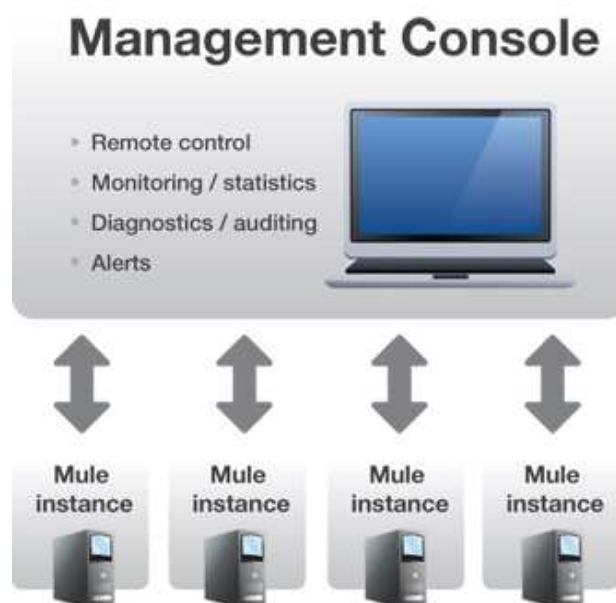 Management Console
Remote control
Monitoring / statistics
Diagnostics / auditing
Alerts
Mule
instance
Mule
instance
Mule
instance
Mule
instance